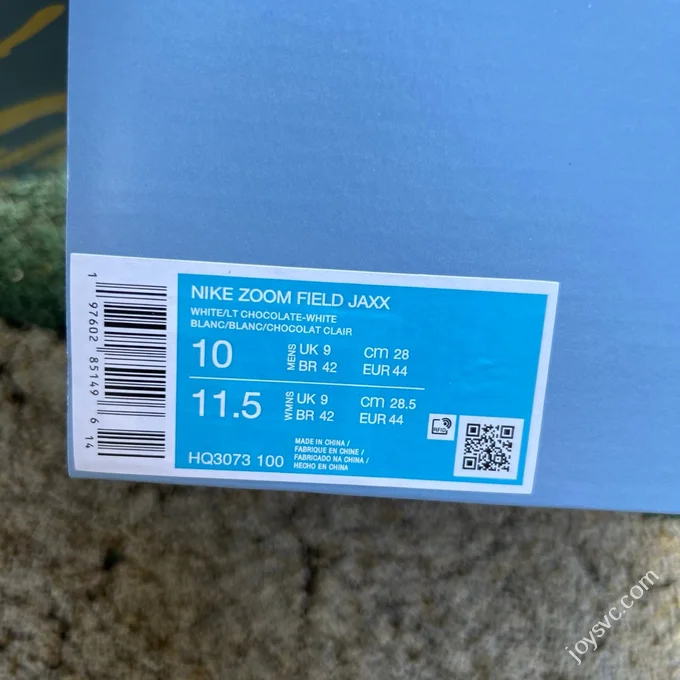 1 97602 85149 6 14
NIKE ZOOM FIELD JAXX
WHITE/LT CHOCOLATE-WHITE
BLANC/BLANC/CHOCOLAT CLAIR
10 MENS UK 9 cm 28
BR 42 EUR 44
11.5 WMNS UK 9 cm 28.5
BR 42 EUR 44
RFID
MADE IN CHINA /
FABRIQUE EN CHINE /
FABRICADO NA CHINA /
HECHO EN CHINA
HQ3073 100
joysvc.com